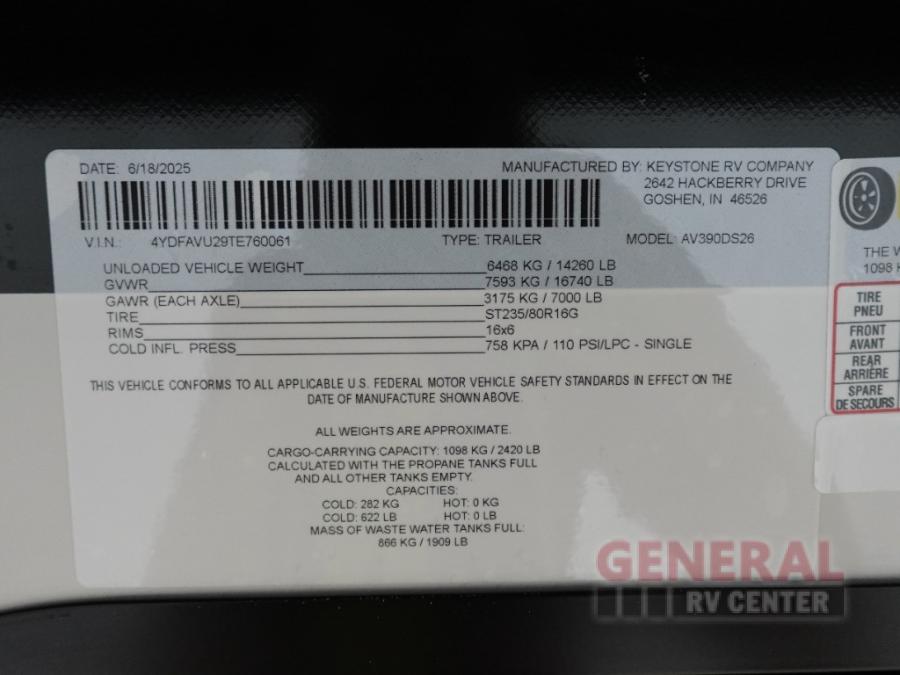 DATE: 6/18/2025
MANUFACTURED BY: KEYSTONE RV COMPANY
2642 HACKBERRY DRIVE
GOSHEN, IN 46526
V.I.N.: 4YDFAVU29TE760061 TYPE: TRAILER MODEL: AV390DS26
UNLOADED VEHICLE WEIGHT 6468 KG / 14260 LB
GVWR 7593 KG / 16740 LB
GAWR (EACH AXLE) 3175 KG / 7000 LB
TIRE ST235/80R16G
RIMS 16x6
COLD INFL. PRESS 758 KPA / 110 PSI/LPC - SINGLE
THIS VEHICLE CONFORMS TO ALL APPLICABLE U.S. FEDERAL MOTOR VEHICLE SAFETY STANDARDS IN EFFECT ON THE
DATE OF MANUFACTURE SHOWN ABOVE.
ALL WEIGHTS ARE APPROXIMATE.
CARGO-CARRYING CAPACITY: 1098 KG / 2420 LB
CALCULATED WITH THE PROPANE TANKS FULL
AND ALL OTHER TANKS EMPTY.
CAPACITIES:
COLD: 282 KG HOT: 0 KG
COLD: 622 LB HOT: 0 LB
MASS OF WASTE WATER TANKS FULL:
866 KG / 1909 LB
THE
1098
TIRE
PNEU
FRONT
AVANT
REAR
ARRIÈRE
SPARE
DE SECOURS
GENERAL
RV CENTER